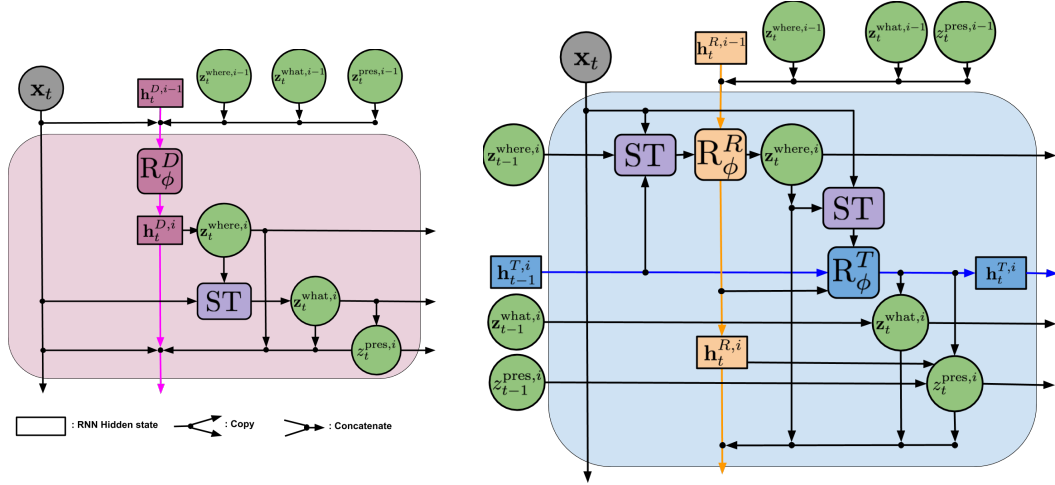 x_t
h_t^{D,i-1}
z_t^{where,i-1}
z_t^{what,i-1}
z_t^{pres,i-1}
R_ϕ^D
h_t^{D,i}
z_t^{where,i}
ST
z_t^{what,i}
z_t^{pres,i}
: RNN Hidden state
: Copy
: Concatenate
x_t
h_t^{R,i-1}
z_t^{where,i-1}
z_t^{what,i-1}
z_t^{pres,i-1}
z_{t-1}^{where,i}
ST
R_ϕ^R
z_t^{where,i}
ST
h_{t-1}^{T,i}
R_ϕ^T
h_t^{T,i}
z_{t-1}^{what,i}
z_t^{what,i}
h_t^{R,i}
z_{t-1}^{pres,i}
z_t^{pres,i}